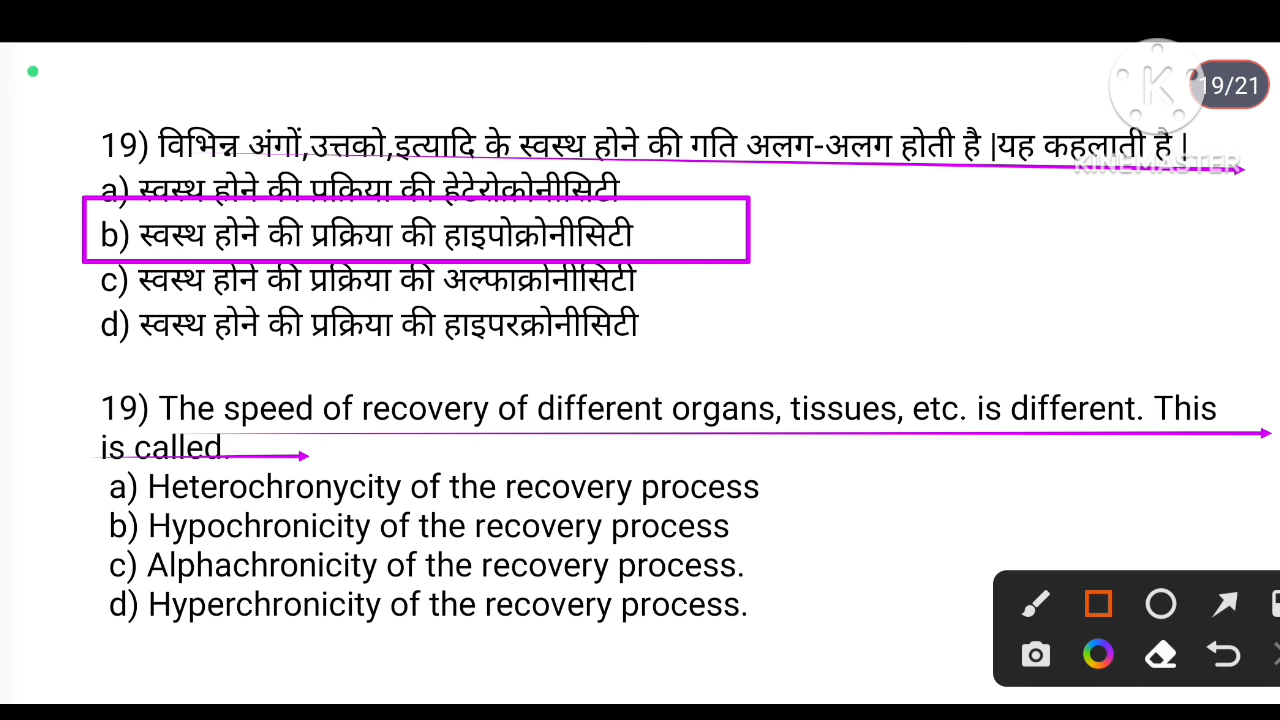 KINEMASTER
19/21
19) विभिन्न अंगों,उत्तको,इत्यादि के स्वस्थ होने की गति अलग-अलग होती है |यह कहलाती है |
a) स्वस्थ होने की प्रक्रिया की हेटेरोक्रोनीसिटी
b) स्वस्थ होने की प्रक्रिया की हाइपोक्रोनीसिटी
c) स्वस्थ होने की प्रक्रिया की अल्फाक्रोनीसिटी
d) स्वस्थ होने की प्रक्रिया की हाइपरक्रोनीसिटी
19) The speed of recovery of different organs, tissues, etc. is different. This
is called.
a) Heterochronycity of the recovery process
b) Hypochronicity of the recovery process
c) Alphachronicity of the recovery process.
d) Hyperchronicity of the recovery process.